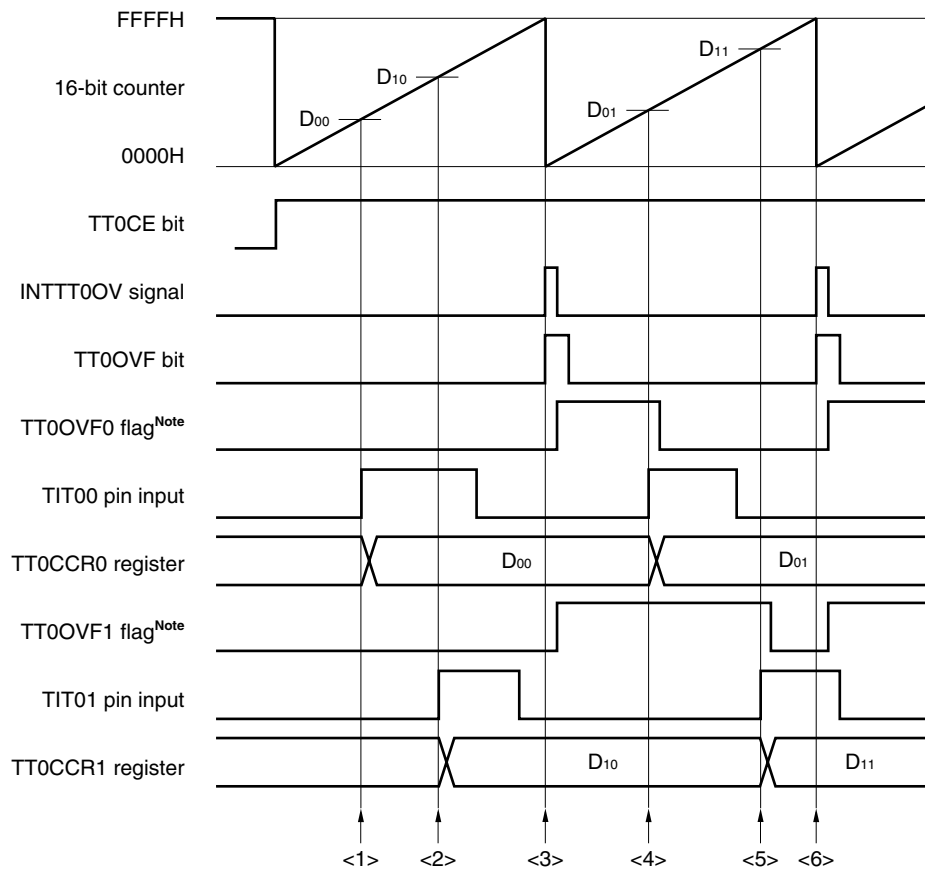 FFFFH
D11
D10
16-bit counter
D01
D00
0000H
TT0CE bit
INTTT0OV signal
TT0OVF bit
TT0OVF0 flagNote
TIT00 pin input
TT0CCR0 register
D00
D01
TT0OVF1 flagNote
TIT01 pin input
TT0CCR1 register
D10
D11
<1> <2> <3> <4> <5> <6>